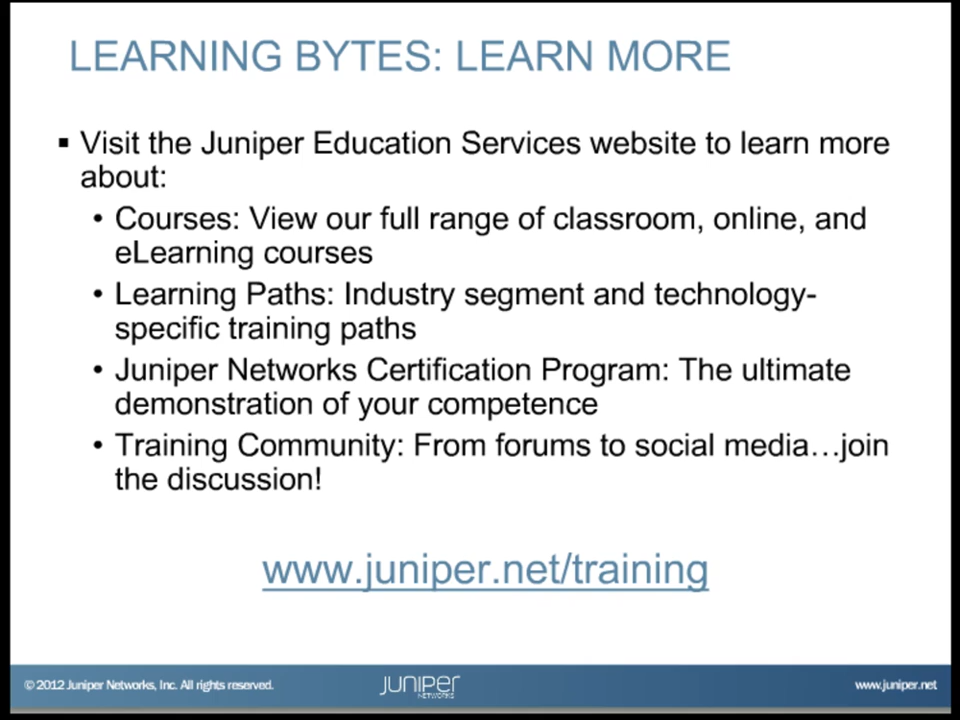 LEARNING BYTES: LEARN MORE
▪ Visit the Juniper Education Services website to learn more
about:
• Courses: View our full range of classroom, online, and
eLearning courses
• Learning Paths: Industry segment and technology-
specific training paths
• Juniper Networks Certification Program: The ultimate
demonstration of your competence
• Training Community: From forums to social media…join
the discussion!
www.juniper.net/training
© 2012 Juniper Networks, Inc. All rights reserved.
JUNIPER
NETWORKS
www.juniper.net